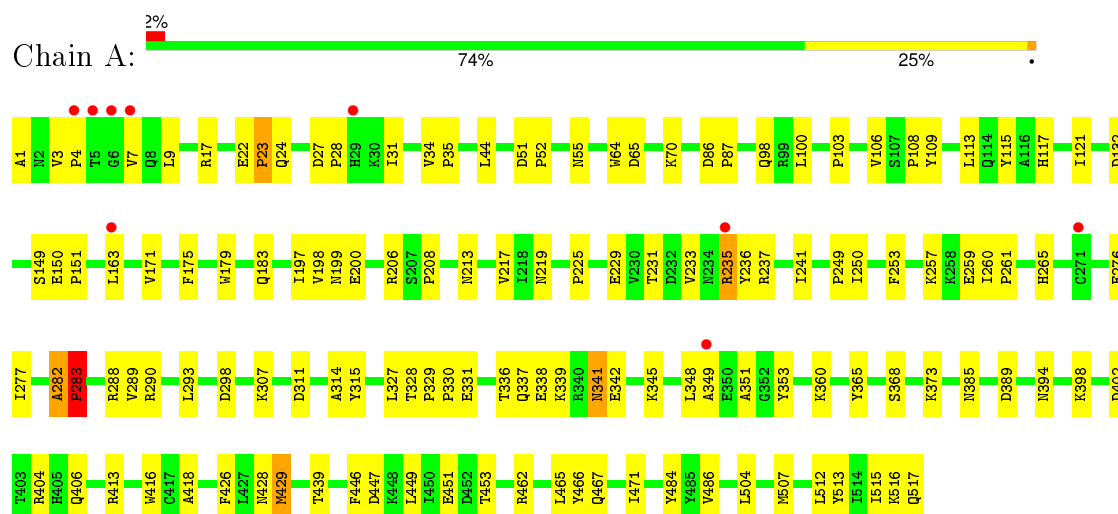 2%
Chain A:
74% 25% •
A1 N2 V3 P4 T5 G6 V7 Q8 L9 R17 E22 P23 Q24 D27 P28 H29 K30 I31 V34 P35 L44 D51 P52 N55 W64 D65 K70 D86 P87 Q98 R99 L100 P103 V106 S107 P108 Y109 L113 Q114 Y115 A116 H117 I121
S149 E150 P151 L163 V171 F175 W179 Q183 I197 V198 N199 E200 R206 S207 P208 N213 V217 I218 N219 P225 E229 V230 T231 D232 V233 N234 R235 Y236 R237 I241 P249 I250 F253 K257 K258 E259 I260 P261 H265 C271
I277 A282 P283 R288 V289 R290 L293 D298 K307 D311 A314 Y315 L327 T328 P329 P330 E331 T336 Q337 E338 K339 R340 N341 E342 K345 L348 A349 E350 A351 G352 Y353 K360 Y365 S368 K373 N385 D389 N394 K398
T403 R404 H405 Q406 R413 W416 C417 A418 F426 L427 N428 M429 T439 F446 D447 K448 L449 I450 E451 D452 T453 R462 L465 Y466 Q467 I471 Y484 Y485 V486 L504 M507 L512 Y513 I514 I515 K516 Q517